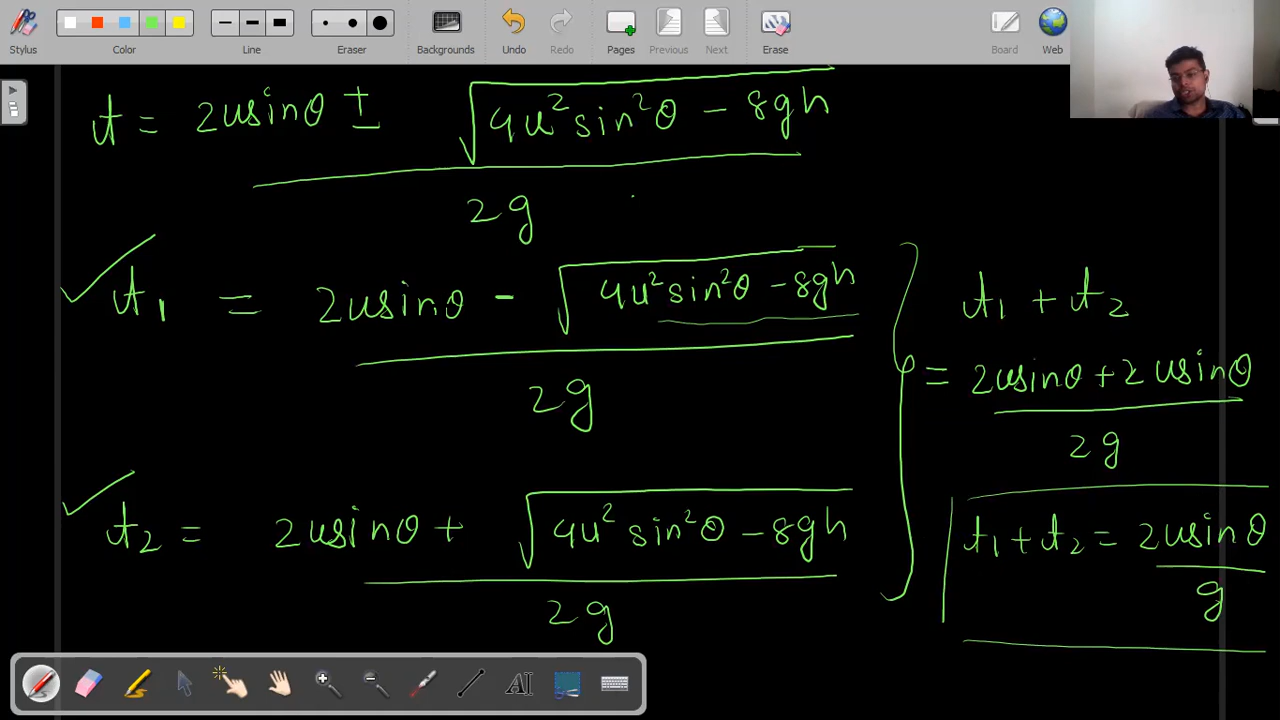 Stylus Color Line Eraser Backgrounds Undo Redo Pages Previous Next Erase Board Web
t = 2usinθ ± √(4u²sin²θ − 8gh)
2g
t₁ = 2usinθ − √(4u²sin²θ − 8gh)
2g
t₂ = 2usinθ + √(4u²sin²θ − 8gh)
2g
t₁ + t₂
= 2usinθ + 2usinθ
2g
t₁ + t₂ = 2usinθ
g